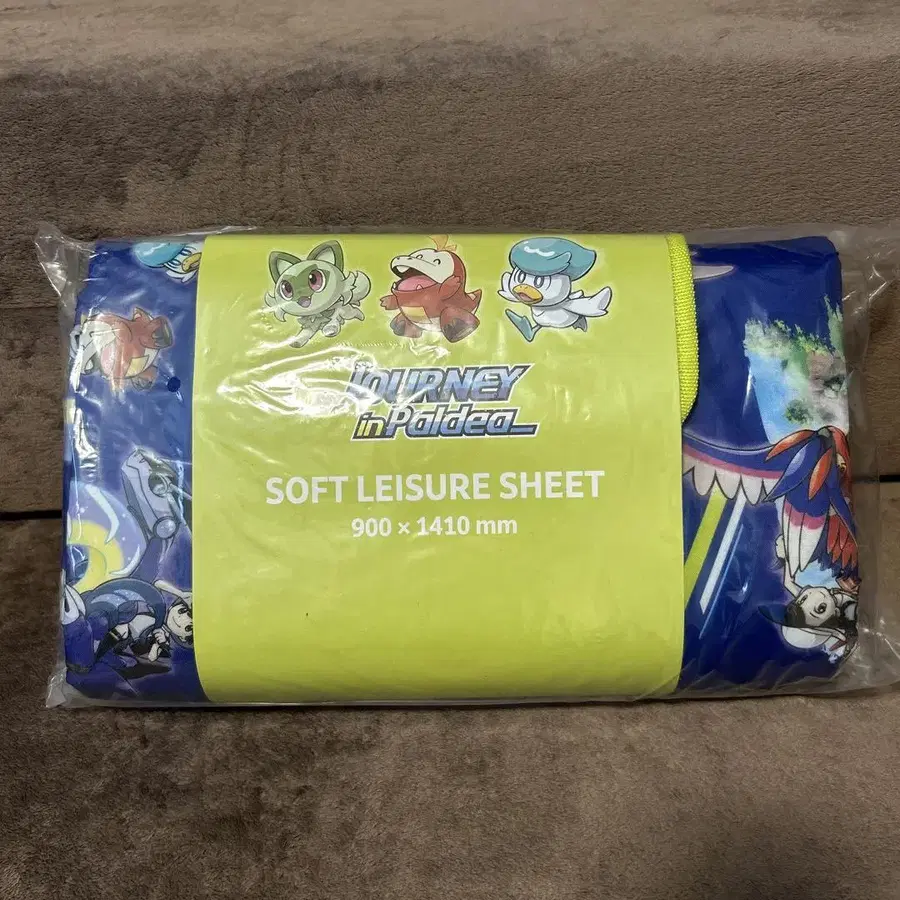 JOURNEY
in Paldea
SOFT LEISURE SHEET
900 × 1410 mm